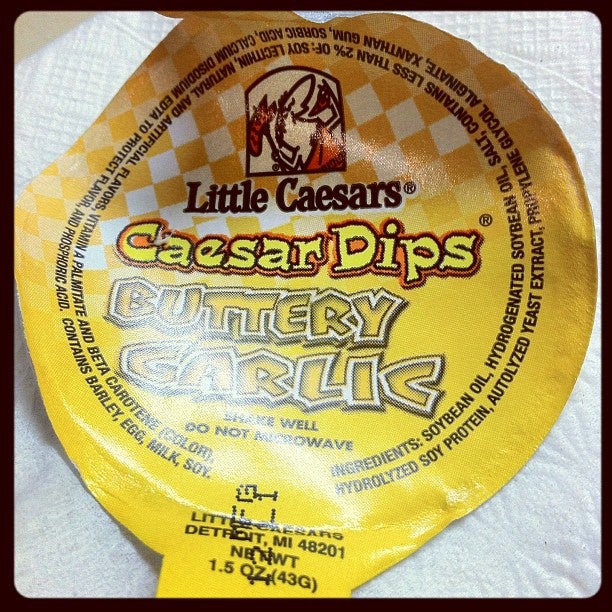 Little Caesars®
Caesar Dips®
BUTTERY
GARLIC
SHAKE WELL
DO NOT MICROWAVE
INGREDIENTS: SOYBEAN OIL, HYDROGENATED SOYBEAN OIL, SALT, CONTAINS LESS THAN 2% OF: SOY LECITHIN, NATURAL AND ARTIFICIAL FLAVORS, VITAMIN A PALMITATE AND BETA CAROTENE (COLOR),
HYDROLYZED SOY PROTEIN, AUTOLYZED YEAST EXTRACT, PROPYLENE GLYCOL ALGINATE, XANTHAN GUM, SORBIC ACID, CALCIUM DISODIUM EDTA TO PROTECT FLAVOR, AND PHOSPHORIC ACID. CONTAINS BARLEY, EGG, MILK, SOY.
LITTLE CAESARS
DETROIT, MI 48201
NET WT
1.5 OZ (43G)